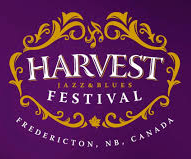 HARVEST
JAZZ&BLUES
FESTIVAL
FREDERICTON, NB, CANADA